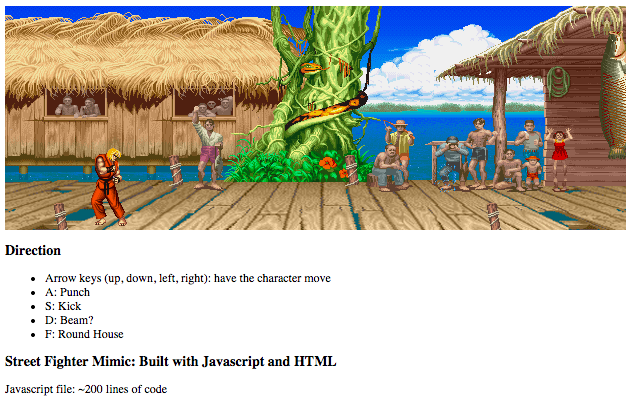 Direction
Arrow keys (up, down, left, right): have the character move
A: Punch
S: Kick
D: Beam?
F: Round House
Street Fighter Mimic: Built with Javascript and HTML
Javascript file: ~200 lines of code